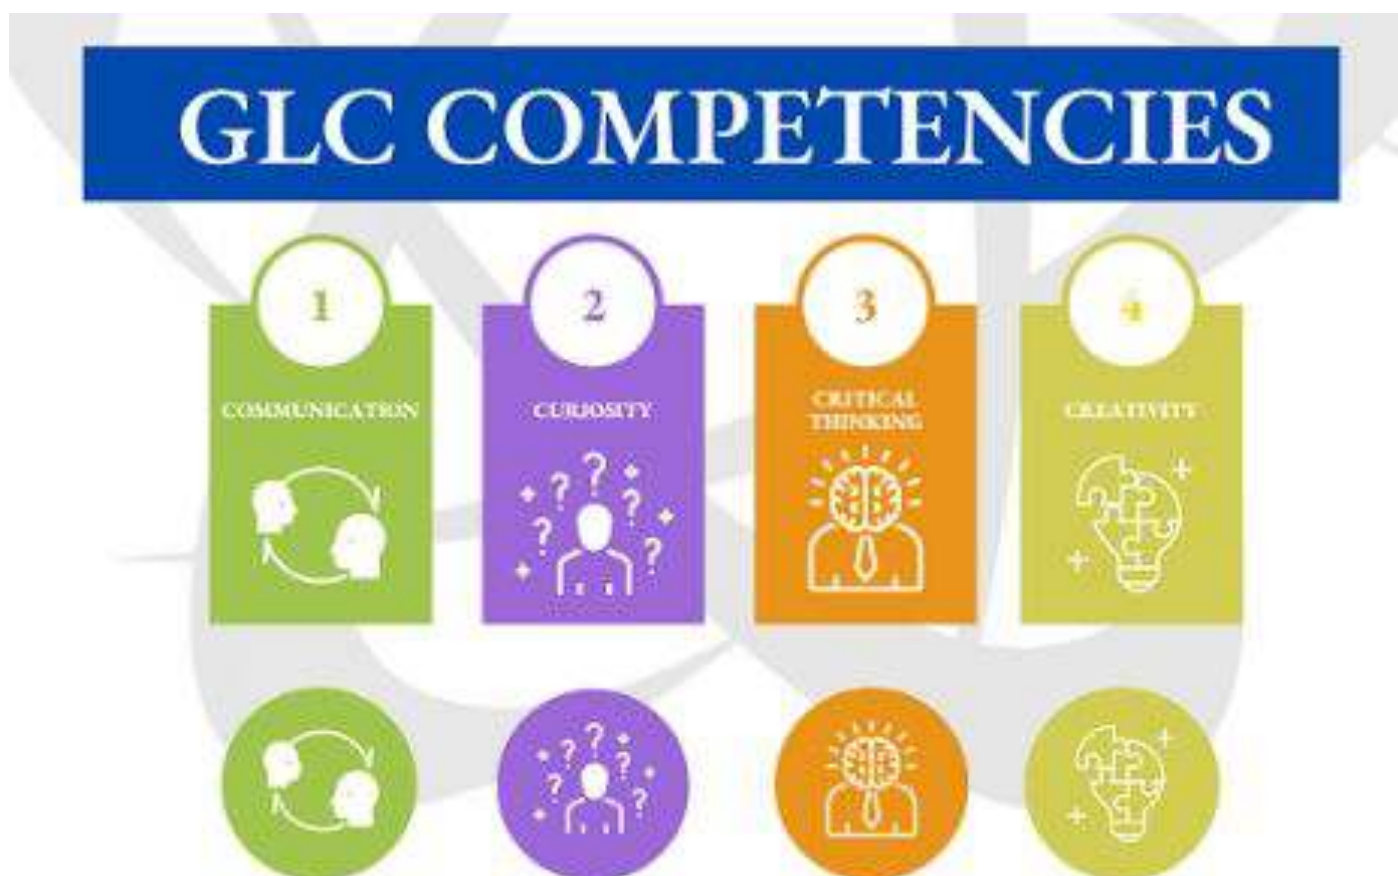 GLC COMPETENCIES
1
2
3
4
COMMUNICATION
CURIOSITY
CRITICAL
THINKING
CREATIVITY